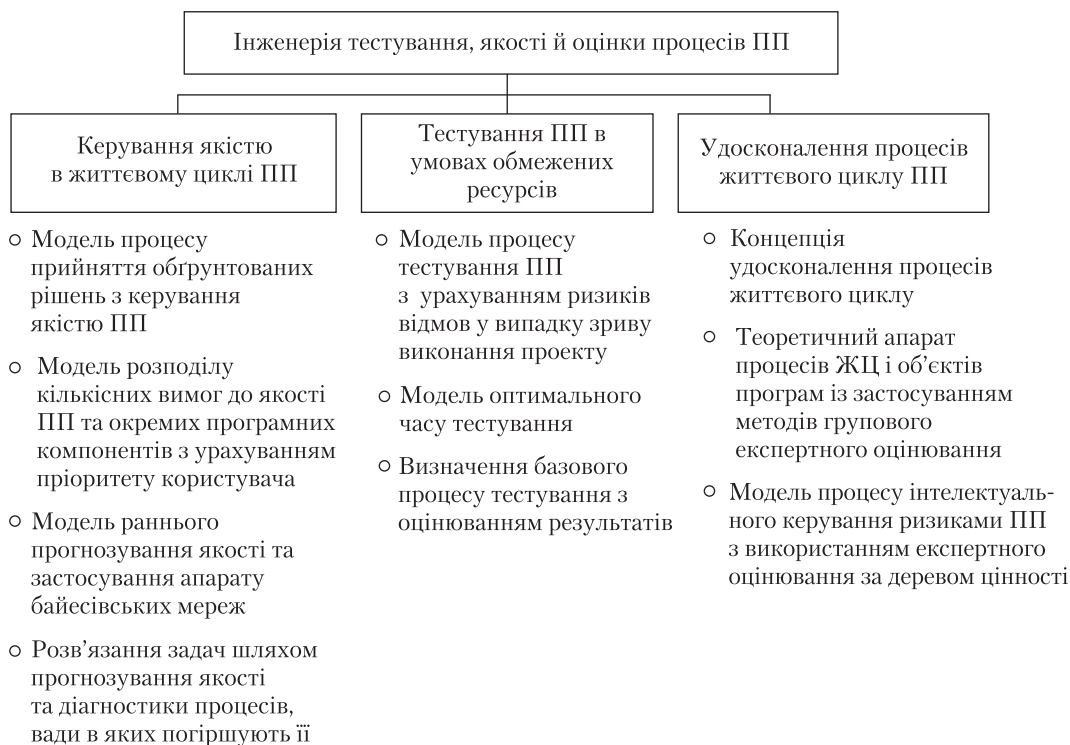 Інженерія тестування, якості й оцінки процесів ПП
Керування якістю
в життєвому циклі ПП
Модель процесу
прийняття обґрунтованих
рішень з керування
якістю ПП
Модель розподілу
кількісних вимог до якості
ПП та окремих програмних
компонентів з урахуванням
пріоритету користувача
Модель раннього
прогнозування якості та
застосування апарату
байесівських мереж
Розв’язання задач шляхом
прогнозування якості
та діагностики процесів,
вади в яких погіршують її
Тестування ПП в
умовах обмежених
ресурсів
Модель процесу
тестування ПП
з урахуванням ризиків
відмов у випадку зриву
виконання проекту
Модель оптимального
часу тестування
Визначення базового
процесу тестування з
оцінюванням результатів
Удосконалення процесів
життєвого циклу ПП
Концепція
удосконалення процесів
життєвого циклу
Теоретичний апарат
процесів ЖЦ і об’єктів
програм із застосуванням
методів групового
експертного оцінювання
Модель процесу інтелектуаль-
ного керування ризиками ПП
з використанням експертного
оцінювання за деревом цінності